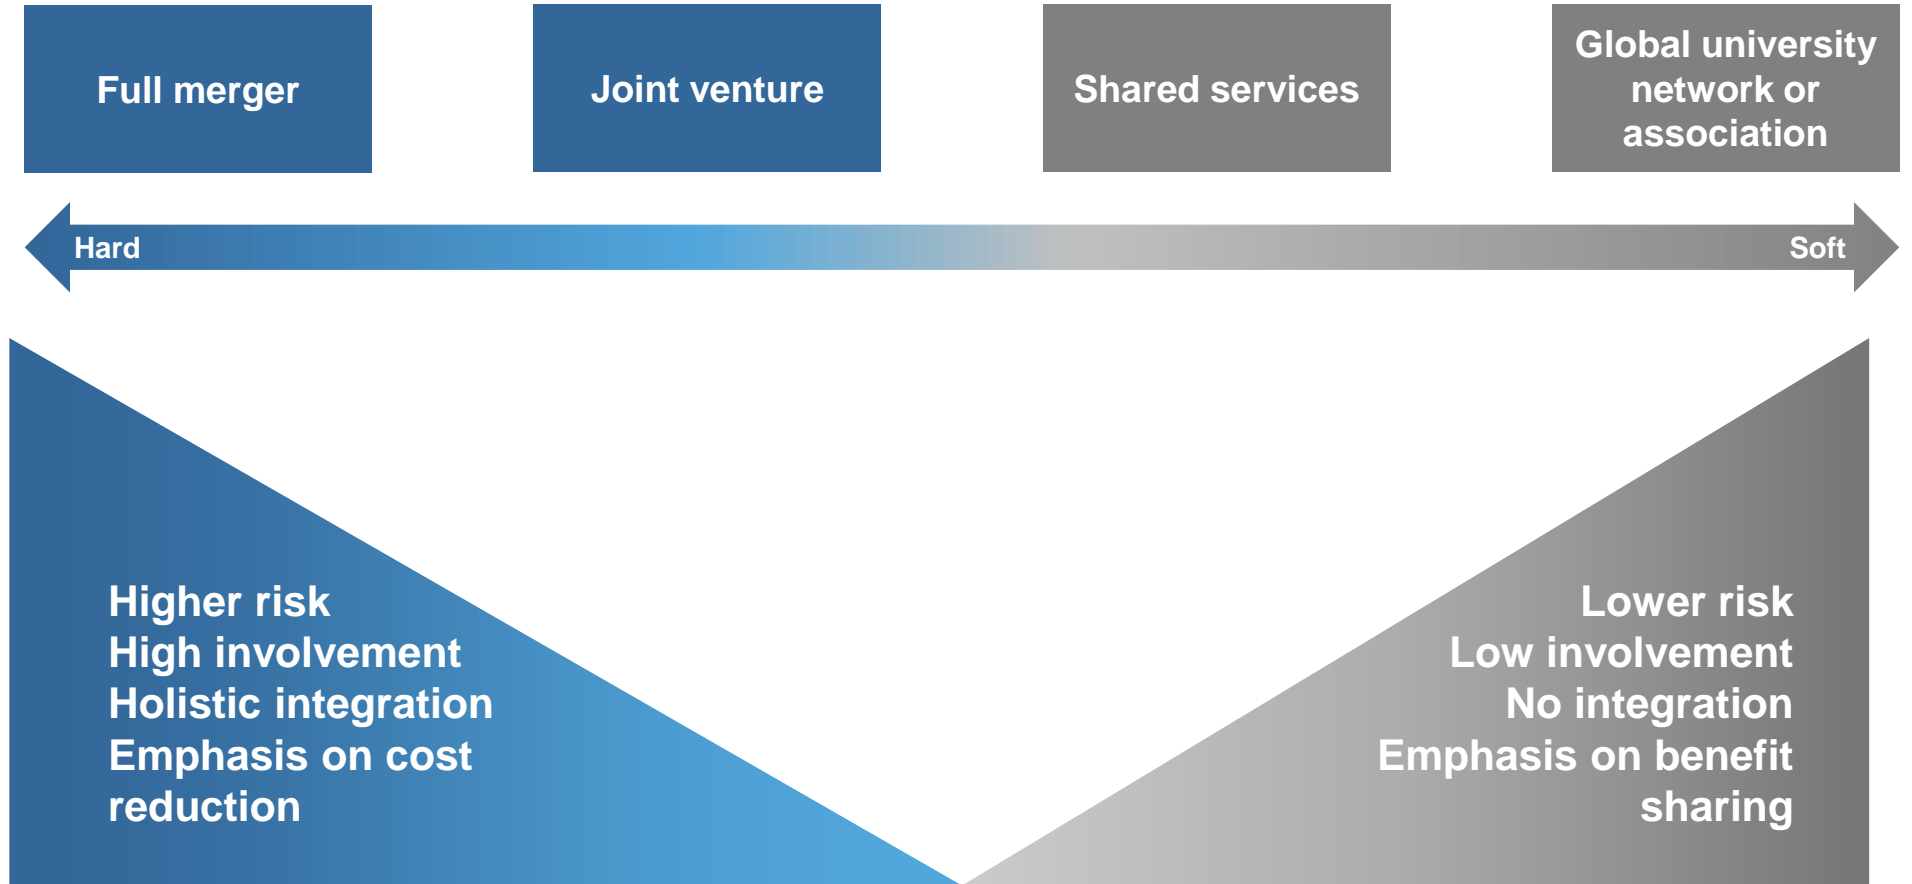 Full merger
Joint venture
Shared services
Global university
network or
association
Hard
Soft
Higher risk
High involvement
Holistic integration
Emphasis on cost
reduction
Lower risk
Low involvement
No integration
Emphasis on benefit
sharing